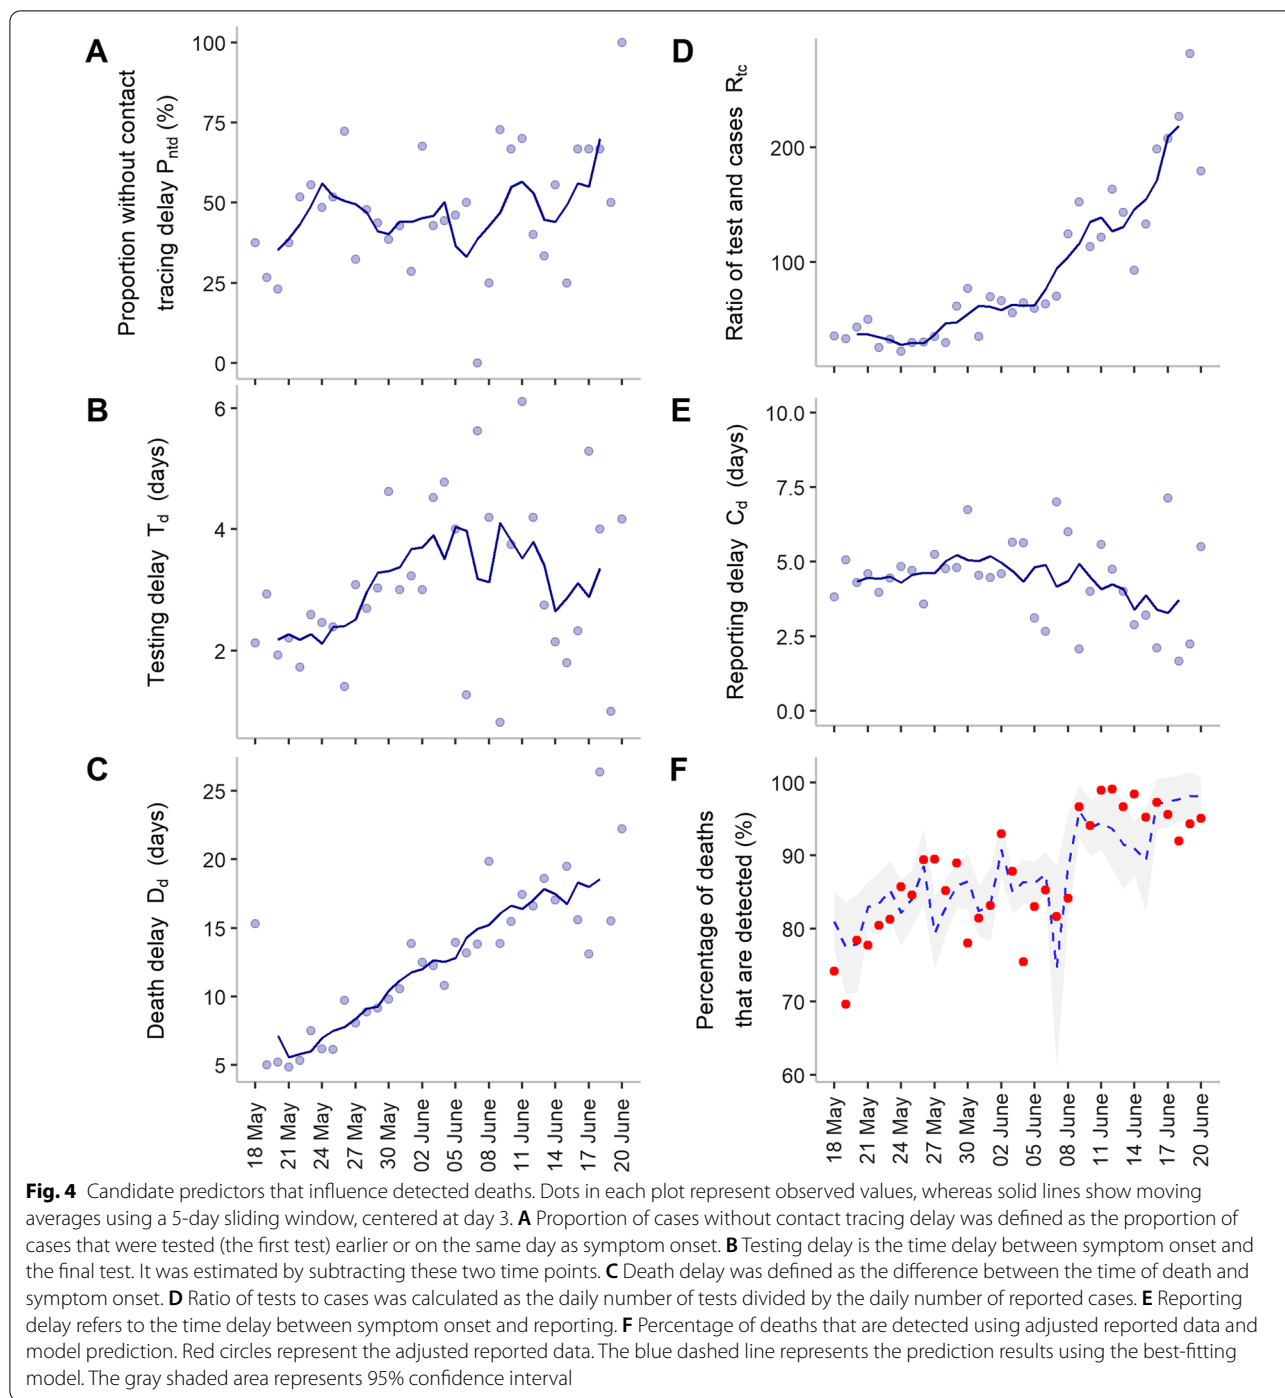 A
Proportion without contact
tracing delay Pntd (%)
100
75
50
25
0
B
Testing delay Td (days)
6
4
2
C
Death delay Dd (days)
25
20
15
10
5
18 May
21 May
24 May
27 May
30 May
02 June
05 June
08 June
11 June
14 June
17 June
20 June
D
Ratio of test and cases Rtc
200
100
E
Reporting delay Cd (days)
10.0
7.5
5.0
2.5
0.0
F
Percentage of deaths
that are detected (%)
100
90
80
70
60
18 May
21 May
24 May
27 May
30 May
02 June
05 June
08 June
11 June
14 June
17 June
20 June
Fig. 4 Candidate predictors that influence detected deaths. Dots in each plot represent observed values, whereas solid lines show moving
averages using a 5-day sliding window, centered at day 3. A Proportion of cases without contact tracing delay was defined as the proportion of
cases that were tested (the first test) earlier or on the same day as symptom onset. B Testing delay is the time delay between symptom onset and
the final test. It was estimated by subtracting these two time points. C Death delay was defined as the difference between the time of death and
symptom onset. D Ratio of tests to cases was calculated as the daily number of tests divided by the daily number of reported cases. E Reporting
delay refers to the time delay between symptom onset and reporting. F Percentage of deaths that are detected using adjusted reported data and
model prediction. Red circles represent the adjusted reported data. The blue dashed line represents the prediction results using the best-fitting
model. The gray shaded area represents 95% confidence interval